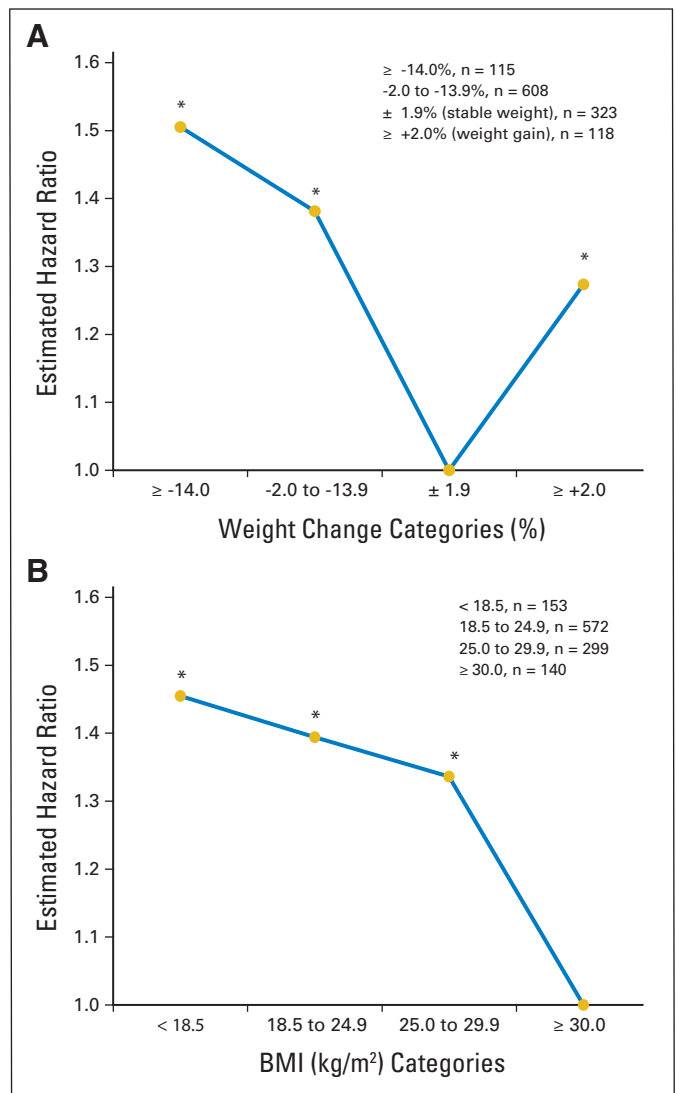 A
1.6
1.5
1.4
1.3
1.2
1.1
1.0
Estimated Hazard Ratio
*
*
*
≥ -14.0%, n = 115
-2.0 to -13.9%, n = 608
± 1.9% (stable weight), n = 323
≥ +2.0% (weight gain), n = 118
≥ -14.0 -2.0 to -13.9 ± 1.9 ≥ +2.0
Weight Change Categories (%)
B
1.6
1.5
1.4
1.3
1.2
1.1
1.0
Estimated Hazard Ratio
*
*
*
< 18.5, n = 153
18.5 to 24.9, n = 572
25.0 to 29.9, n = 299
≥ 30.0, n = 140
< 18.5 18.5 to 24.9 25.0 to 29.9 ≥ 30.0
BMI (kg/m²) Categories